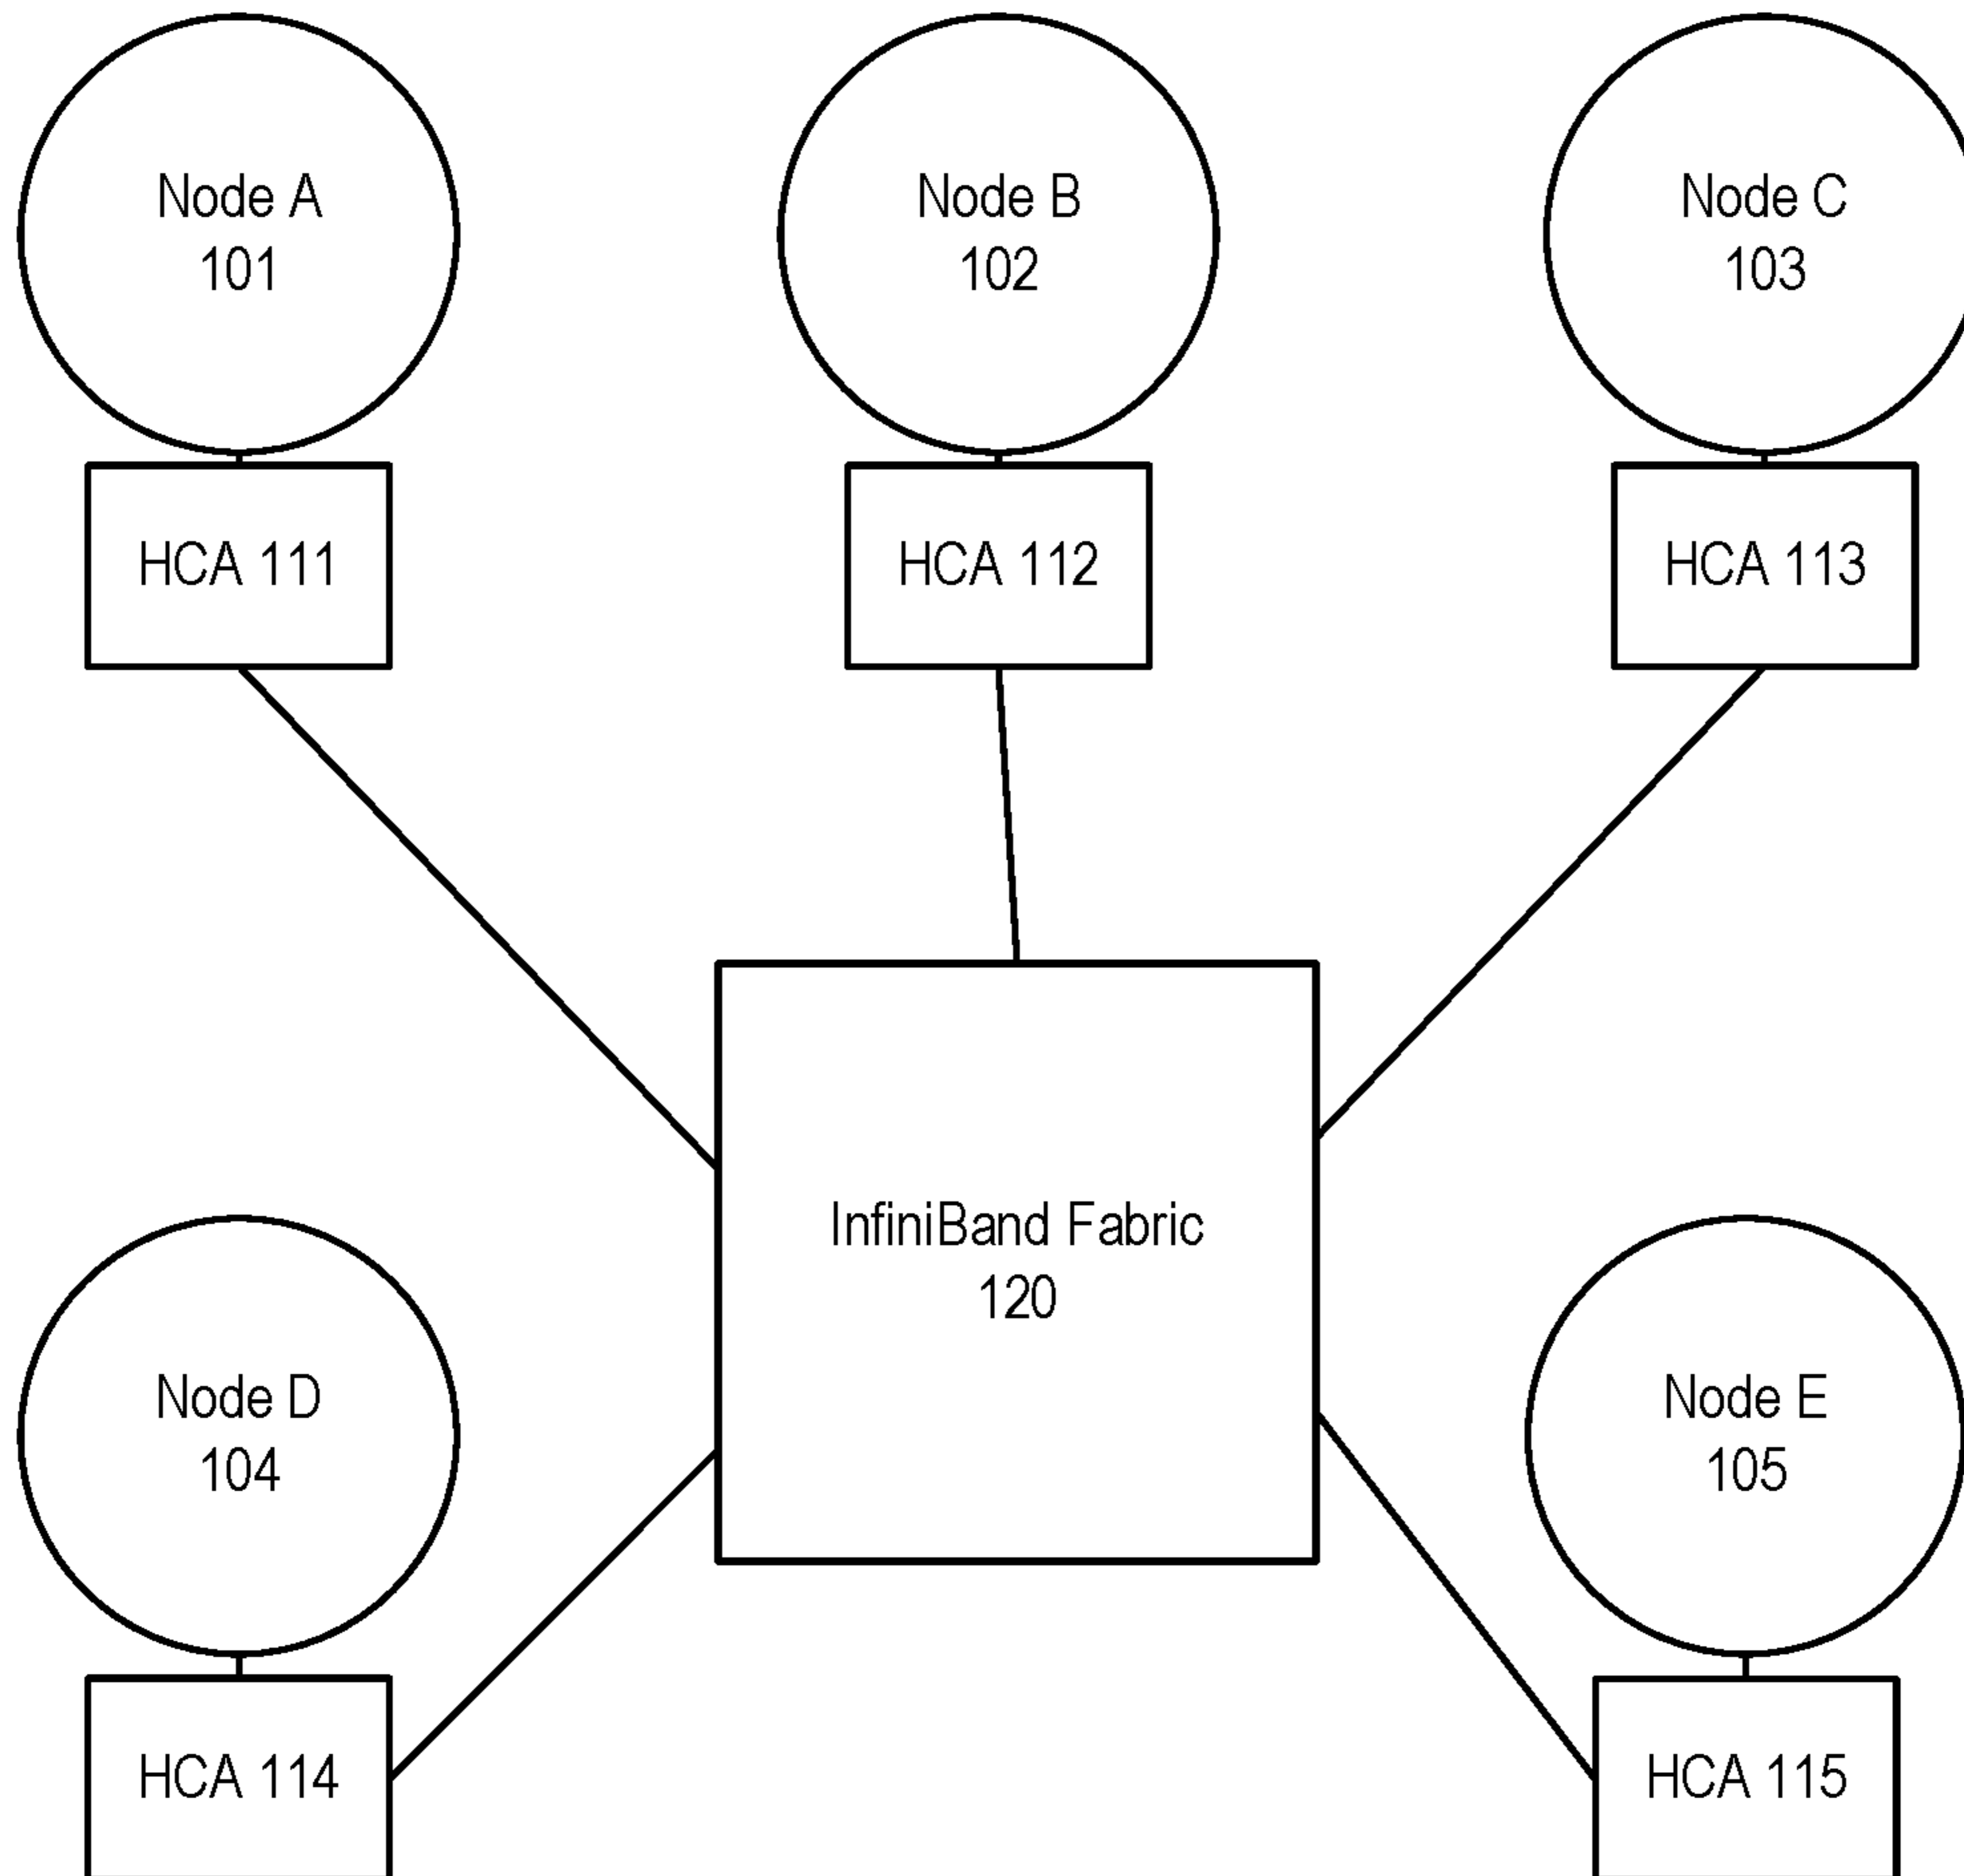 Node A
101
Node B
102
Node C
103
HCA 111
HCA 112
HCA 113
InfiniBand Fabric
120
Node D
104
Node E
105
HCA 114
HCA 115